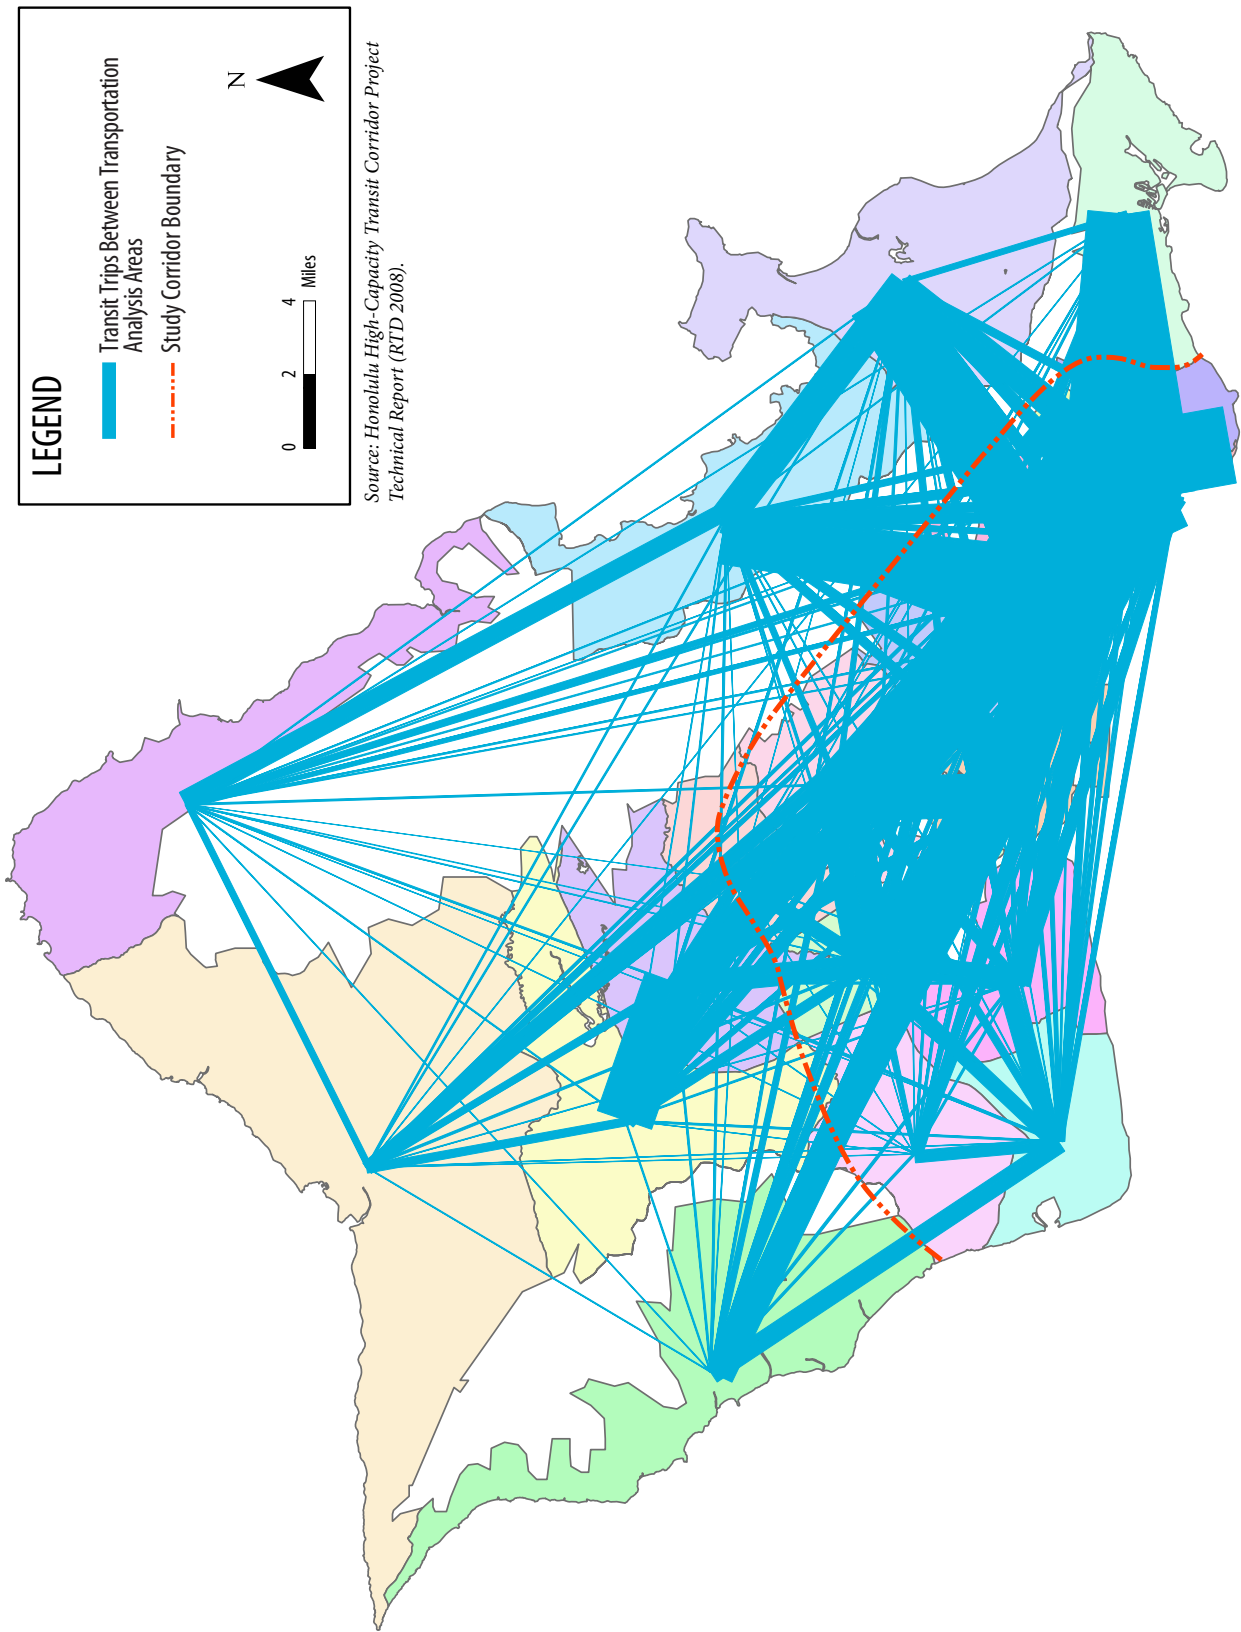 LEGEND
Transit Trips Between Transportation
Analysis Areas
Study Corridor Boundary
0 2 4
Miles
N
Source: Honolulu High-Capacity Transit Corridor Project
Technical Report (RTD 2008).